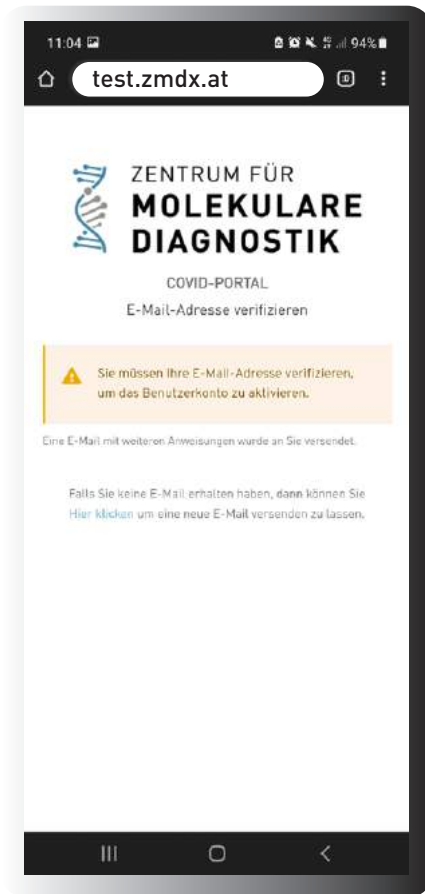 11:04 94%
test.zmdx.at
ZENTRUM FÜR
MOLEKULARE
DIAGNOSTIK
COVID-PORTAL
E-Mail-Adresse verifizieren
Sie müssen Ihre E-Mail-Adresse verifizieren,
um das Benutzerkonto zu aktivieren.
Eine E-Mail mit weiteren Anweisungen wurde an Sie versendet.
Falls Sie keine E-Mail erhalten haben, dann können Sie
Hier klicken um eine neue E-Mail versenden zu lassen.